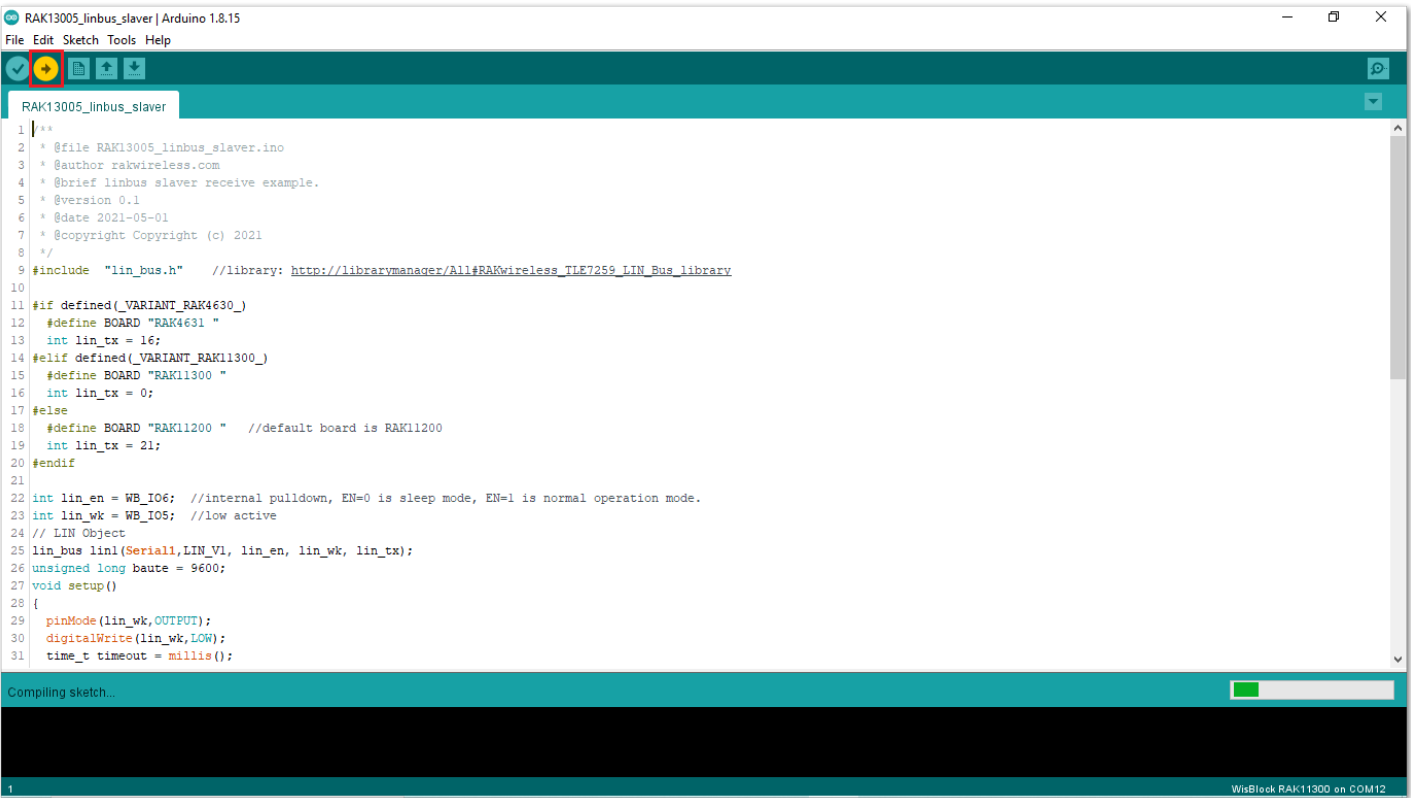 RAK13005_linbus_slaver | Arduino 1.8.15
File Edit Sketch Tools Help
RAK13005_linbus_slaver
1 /**
2  * @file RAK13005_linbus_slaver.ino
3  * @author rakwireless.com
4  * @brief linbus slaver receive example.
5  * @version 0.1
6  * @date 2021-05-01
7  * @copyright Copyright (c) 2021
8  */
9 #include  "lin_bus.h"    //library: http://librarymanager/All#RAKwireless_TLE7259_LIN_Bus_library
10
11 #if defined(_VARIANT_RAK4630_)
12   #define BOARD "RAK4631 "
13   int lin_tx = 16;
14 #elif defined(_VARIANT_RAK11300_)
15   #define BOARD "RAK11300 "
16   int lin_tx = 0;
17 #else
18   #define BOARD "RAK11200 "   //default board is RAK11200
19   int lin_tx = 21;
20 #endif
21
22 int lin_en = WB_IO6;  //internal pulldown, EN=0 is sleep mode, EN=1 is normal operation mode.
23 int lin_wk = WB_IO5;  //low active
24 // LIN Object
25 lin_bus lin1(Serial1,LIN_V1, lin_en, lin_wk, lin_tx);
26 unsigned long baute = 9600;
27 void setup()
28 {
29   pinMode(lin_wk,OUTPUT);
30   digitalWrite(lin_wk,LOW);
31   time_t timeout = millis();
Compiling sketch...
1
WisBlock RAK11300 on COM12